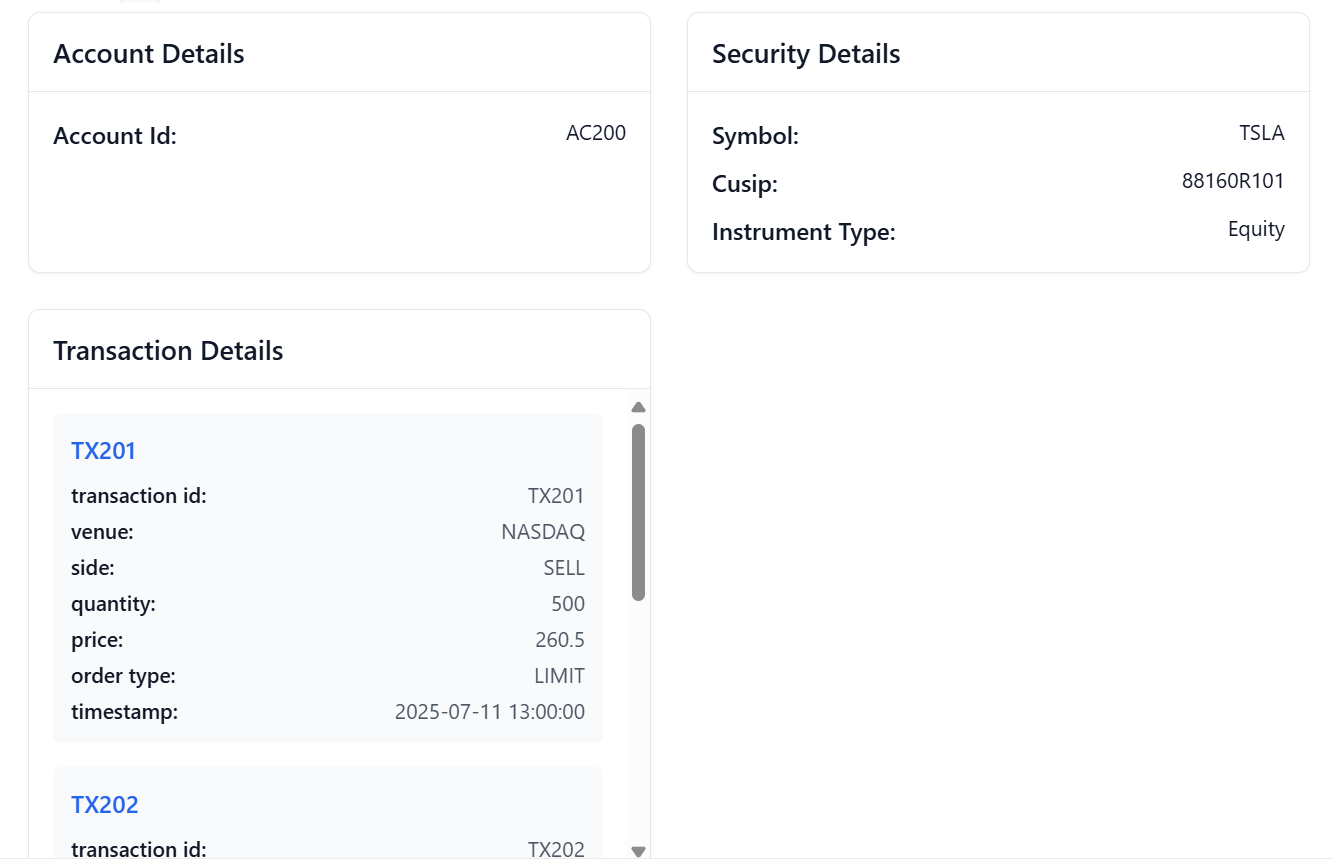 Account Details
Account Id: AC200
Security Details
Symbol: TSLA
Cusip: 88160R101
Instrument Type: Equity
Transaction Details
TX201
transaction id: TX201
venue: NASDAQ
side: SELL
quantity: 500
price: 260.5
order type: LIMIT
timestamp: 2025-07-11 13:00:00
TX202
transaction id: TX202